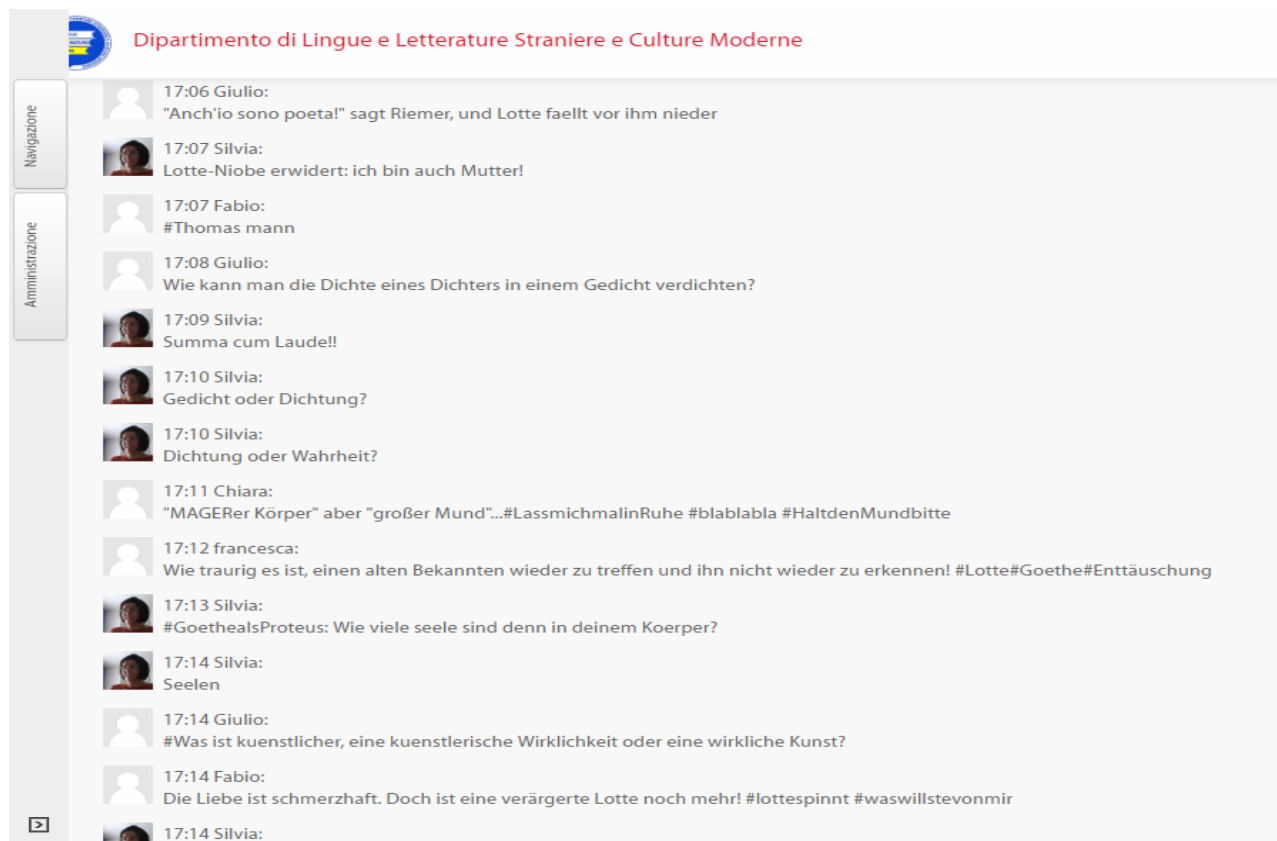 Dipartimento di Lingue e Letterature Straniere e Culture Moderne
Navigazione
Amministrazione
17:06 Giulio:
"Anch'io sono poeta!" sagt Riemer, und Lotte faellt vor ihm nieder
17:07 Silvia:
Lotte-Niobe erwidert: ich bin auch Mutter!
17:07 Fabio:
#Thomas mann
17:08 Giulio:
Wie kann man die Dichte eines Dichters in einem Gedicht verdichten?
17:09 Silvia:
Summa cum Laude!!
17:10 Silvia:
Gedicht oder Dichtung?
17:10 Silvia:
Dichtung oder Wahrheit?
17:11 Chiara:
"MAGERer Körper" aber "großer Mund"...#LassmichmalinRuhe #blablabla #HaltdenMundbitte
17:12 francesca:
Wie traurig es ist, einen alten Bekannten wieder zu treffen und ihn nicht wieder zu erkennen! #Lotte#Goethe#Enttäuschung
17:13 Silvia:
#GoethealsProteus: Wie viele seele sind denn in deinem Koerper?
17:14 Silvia:
Seelen
17:14 Giulio:
#Was ist kuenstlicher, eine kuenstlerische Wirklichkeit oder eine wirkliche Kunst?
17:14 Fabio:
Die Liebe ist schmerzhaft. Doch ist eine verärgerte Lotte noch mehr! #lottespinnt #waswillstevonmir
17:14 Silvia: